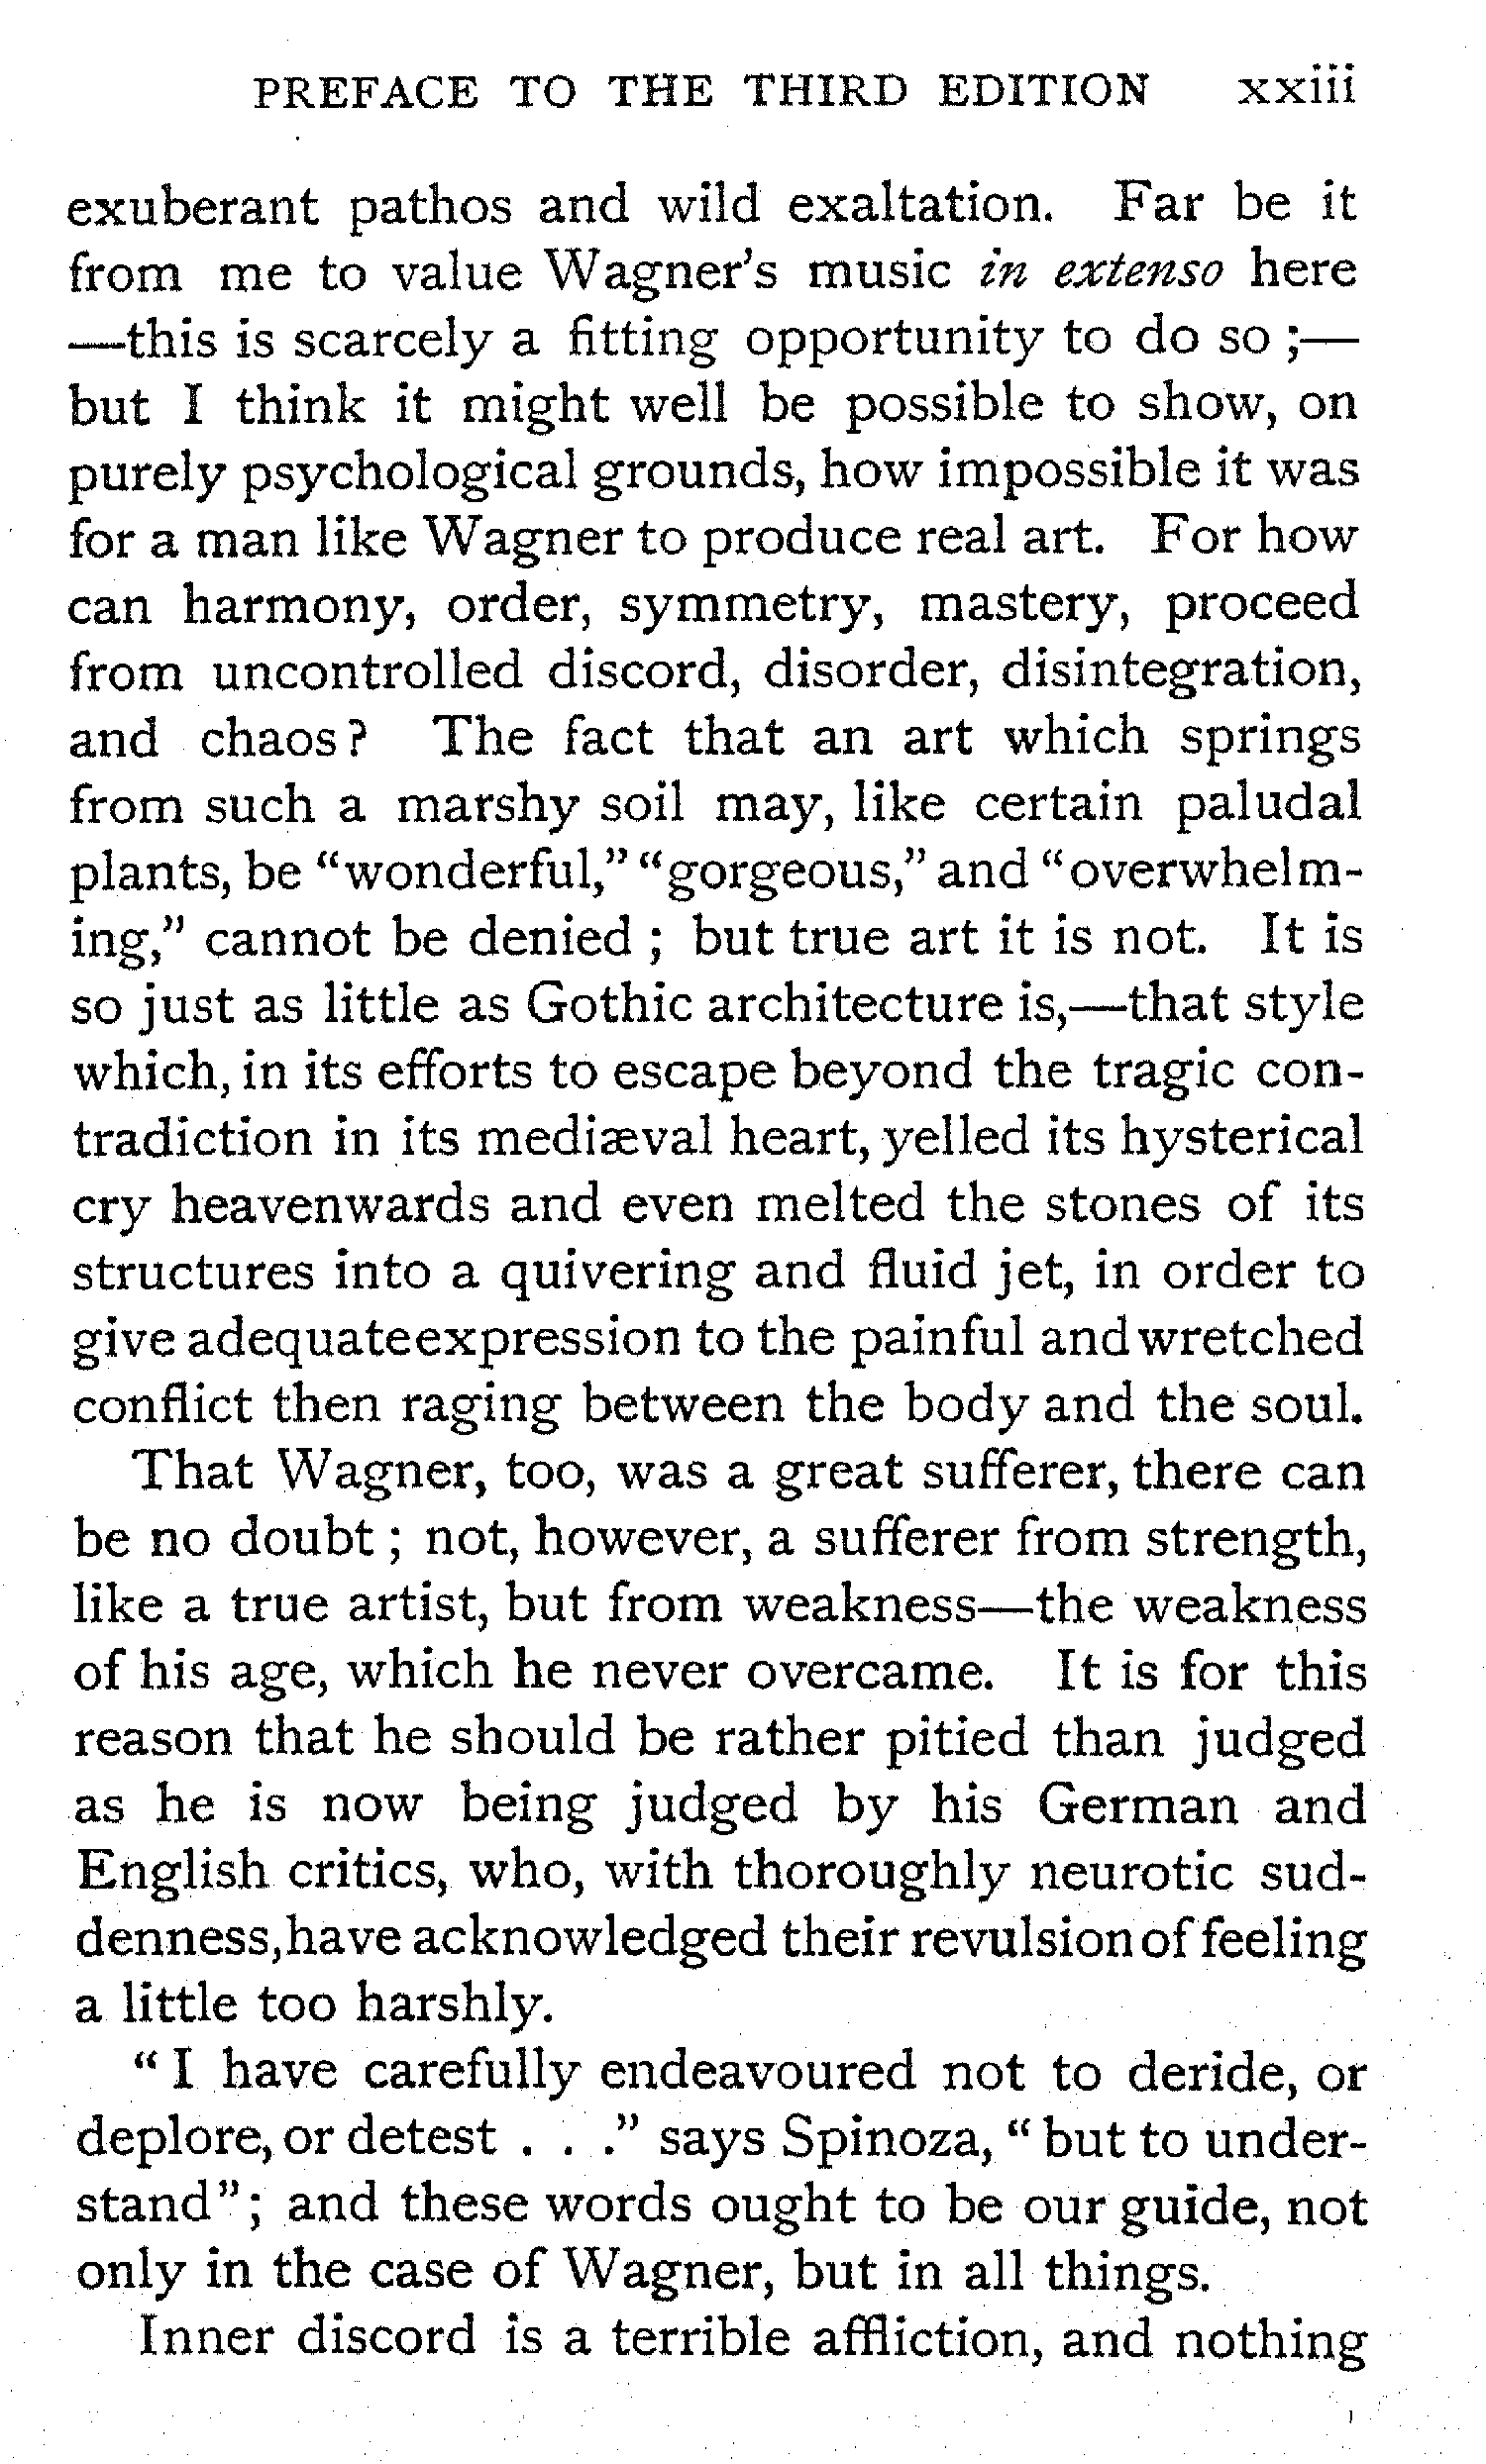 PREFACE TO THE THIRD EDITION xxiii
exuberant pathos and wild exaltation. Far be it
from me to value Wagner's music in extenso here
—this is scarcely a fitting opportunity to do so ;—
but I think it might well be possible to show, on
purely psychological grounds, how impossible it was
for a man like Wagner to produce real art. For how
can harmony, order, symmetry, mastery, proceed
from uncontrolled discord, disorder, disintegration,
and chaos? The fact that an art which springs
from such a marshy soil may, like certain paludal
plants, be "wonderful," "gorgeous," and "overwhelm-
ing," cannot be denied ; but true art it is not. It is
so just as little as Gothic architecture is,—that style
which, in its efforts to escape beyond the tragic con-
tradiction in its mediæval heart, yelled its hysterical
cry heavenwards and even melted the stones of its
structures into a quivering and fluid jet, in order to
give adequate expression to the painful and wretched
conflict then raging between the body and the soul.
That Wagner, too, was a great sufferer, there can
be no doubt ; not, however, a sufferer from strength,
like a true artist, but from weakness—the weakness
of his age, which he never overcame. It is for this
reason that he should be rather pitied than judged
as he is now being judged by his German and
English critics, who, with thoroughly neurotic sud-
denness, have acknowledged their revulsion of feeling
a little too harshly.
" I have carefully endeavoured not to deride, or
deplore, or detest . . ." says Spinoza, " but to under-
stand"; and these words ought to be our guide, not
only in the case of Wagner, but in all things.
Inner discord is a terrible affliction, and nothing